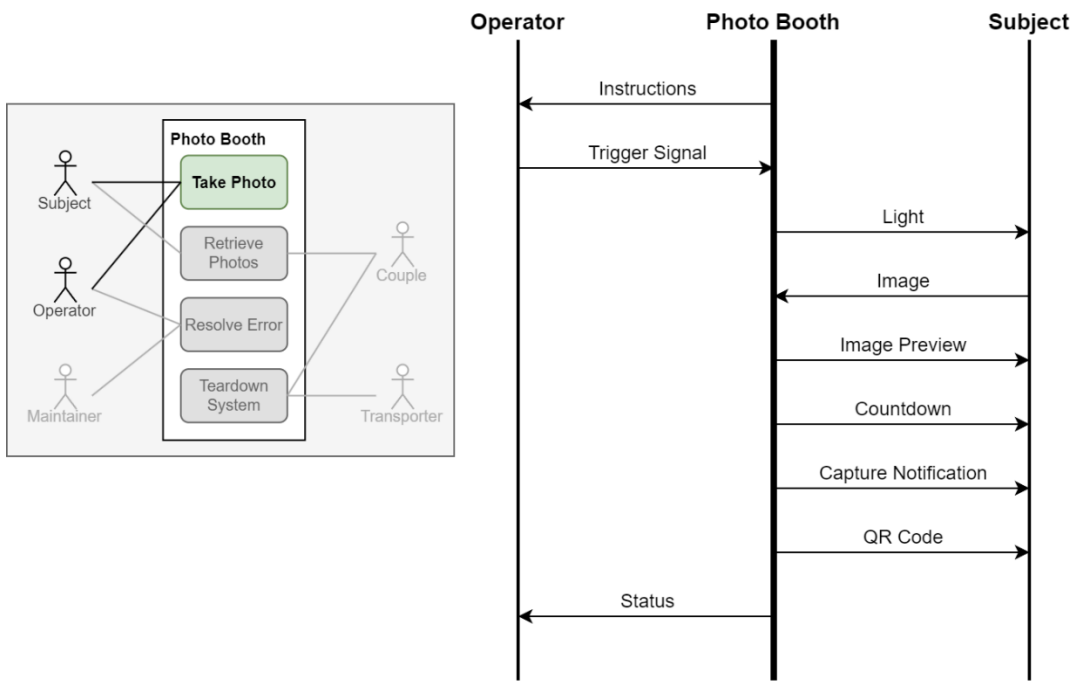 Operator
Photo Booth
Subject
Instructions
Trigger Signal
Light
Image
Image Preview
Countdown
Capture Notification
QR Code
Status
Photo Booth
Take Photo
Subject
Retrieve
Photos
Couple
Operator
Resolve Error
Maintainer
Teardown
System
Transporter